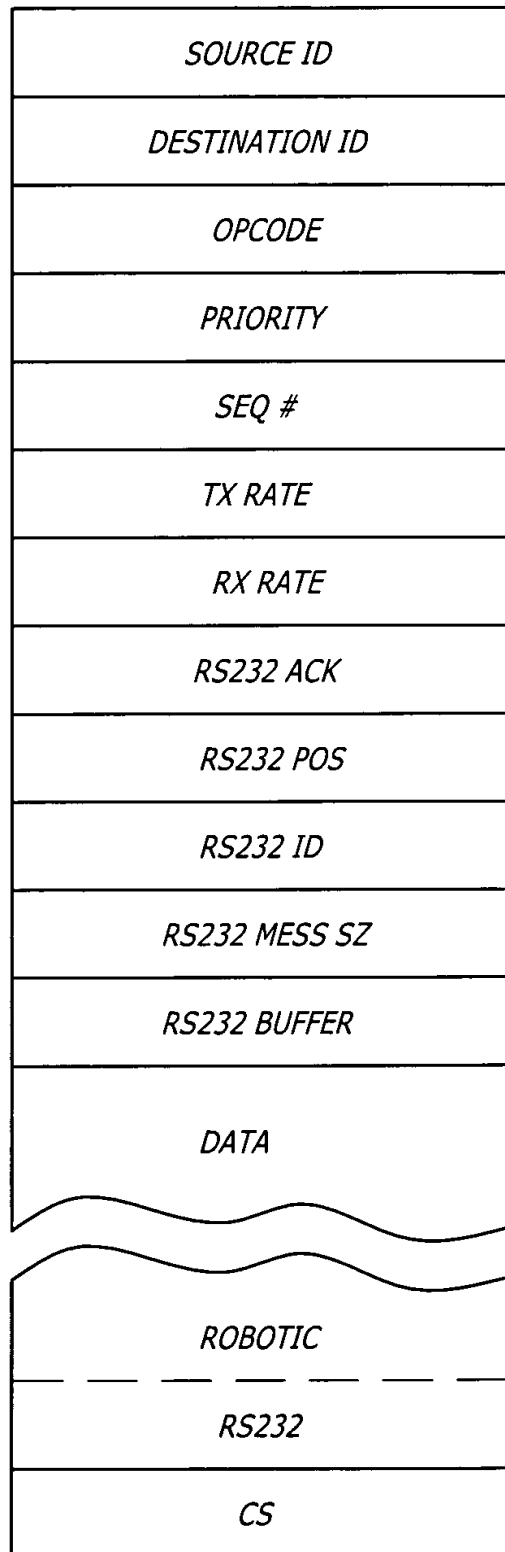 SOURCE ID
DESTINATION ID
OPCODE
PRIORITY
SEQ #
TX RATE
RX RATE
RS232 ACK
RS232 POS
RS232 ID
RS232 MESS SZ
RS232 BUFFER
DATA
ROBOTIC
RS232
CS